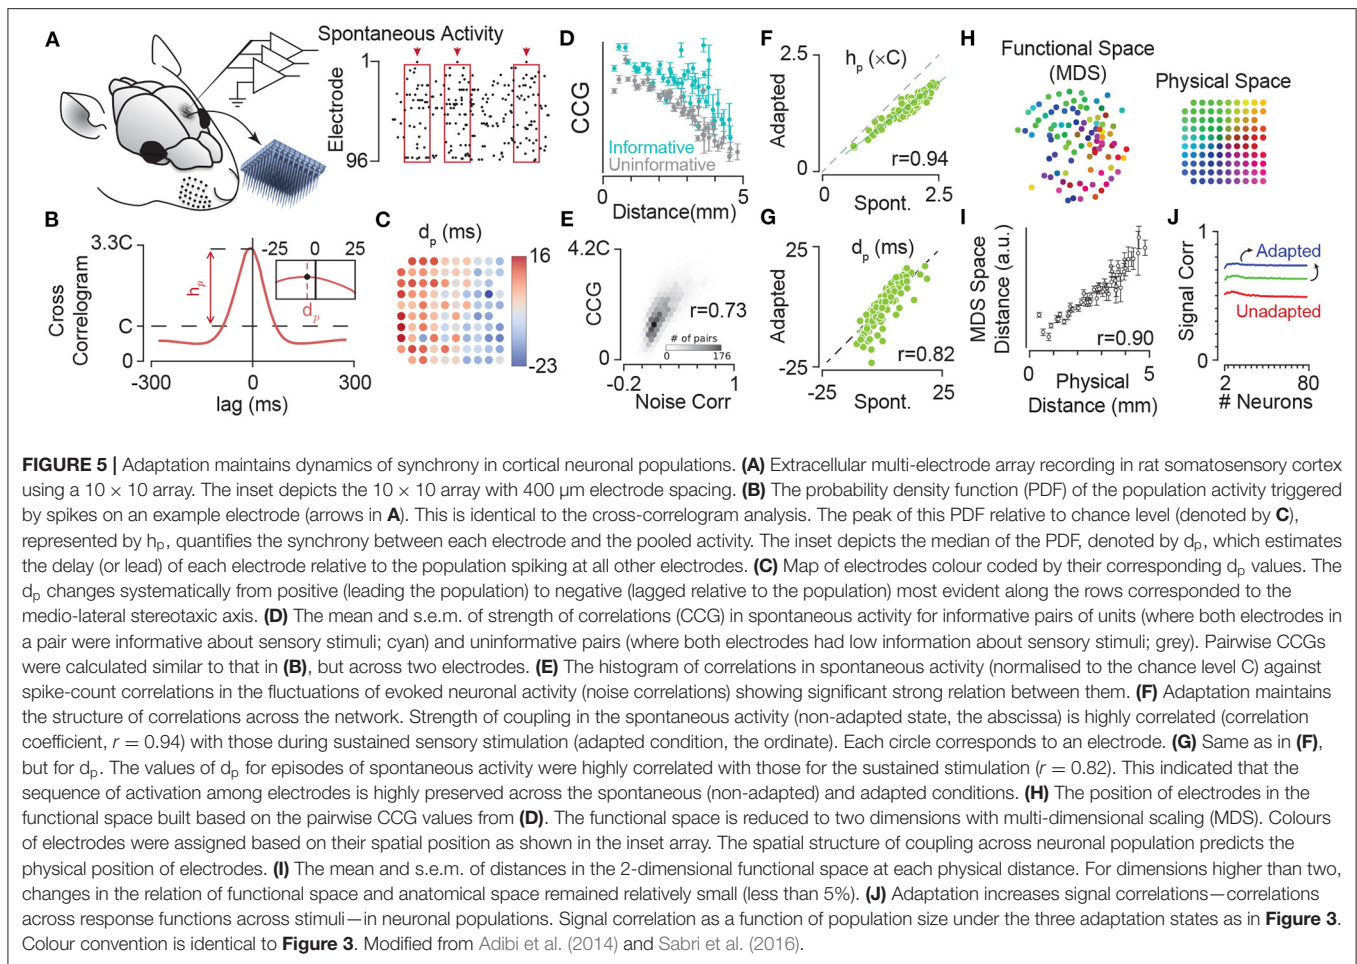 A
Spontaneous Activity
1
Electrode
96
D
CCG
Informative
Uninformative
0
5
Distance(mm)
F
2.5
Adapted
0
hp (×C)
r=0.94
0
2.5
Spont.
H
Functional Space
(MDS)
Physical Space
B
3.3C
Cross
Correlogram
C
0
hp
-25
0
25
dp
-300
0
300
lag (ms)
C
dp (ms)
16
-23
E
4.2C
CCG
0
r=0.73
# of pairs
0
176
-0.2
1
Noise Corr
G
25
Adapted
-25
dp (ms)
r=0.82
-25
25
Spont.
I
MDS Space
Distance (a.u.)
r=0.90
0
5
Physical
Distance (mm)
J
1
Signal Corr
0
Adapted
Unadapted
2
80
# Neurons
FIGURE 5 | Adaptation maintains dynamics of synchrony in cortical neuronal populations. (A) Extracellular multi-electrode array recording in rat somatosensory cortex
using a 10 × 10 array. The inset depicts the 10 × 10 array with 400 µm electrode spacing. (B) The probability density function (PDF) of the population activity triggered
by spikes on an example electrode (arrows in A). This is identical to the cross-correlogram analysis. The peak of this PDF relative to chance level (denoted by C),
represented by hp, quantifies the synchrony between each electrode and the pooled activity. The inset depicts the median of the PDF, denoted by dp, which estimates
the delay (or lead) of each electrode relative to the population spiking at all other electrodes. (C) Map of electrodes colour coded by their corresponding dp values. The
dp changes systematically from positive (leading the population) to negative (lagged relative to the population) most evident along the rows corresponded to the
medio-lateral stereotaxic axis. (D) The mean and s.e.m. of strength of correlations (CCG) in spontaneous activity for informative pairs of units (where both electrodes in
a pair were informative about sensory stimuli; cyan) and uninformative pairs (where both electrodes had low information about sensory stimuli; grey). Pairwise CCGs
were calculated similar to that in (B), but across two electrodes. (E) The histogram of correlations in spontaneous activity (normalised to the chance level C) against
spike-count correlations in the fluctuations of evoked neuronal activity (noise correlations) showing significant strong relation between them. (F) Adaptation maintains
the structure of correlations across the network. Strength of coupling in the spontaneous activity (non-adapted state, the abscissa) is highly correlated (correlation
coefficient, r = 0.94) with those during sustained sensory stimulation (adapted condition, the ordinate). Each circle corresponds to an electrode. (G) Same as in (F),
but for dp. The values of dp for episodes of spontaneous activity were highly correlated with those for the sustained stimulation (r = 0.82). This indicated that the
sequence of activation among electrodes is highly preserved across the spontaneous (non-adapted) and adapted conditions. (H) The position of electrodes in the
functional space built based on the pairwise CCG values from (D). The functional space is reduced to two dimensions with multi-dimensional scaling (MDS). Colours
of electrodes were assigned based on their spatial position as shown in the inset array. The spatial structure of coupling across neuronal population predicts the
physical position of electrodes. (I) The mean and s.e.m. of distances in the 2-dimensional functional space at each physical distance. For dimensions higher than two,
changes in the relation of functional space and anatomical space remained relatively small (less than 5%). (J) Adaptation increases signal correlations—correlations
across response functions across stimuli—in neuronal populations. Signal correlation as a function of population size under the three adaptation states as in Figure 3.
Colour convention is identical to Figure 3. Modified from Adibi et al. (2014) and Sabri et al. (2016).